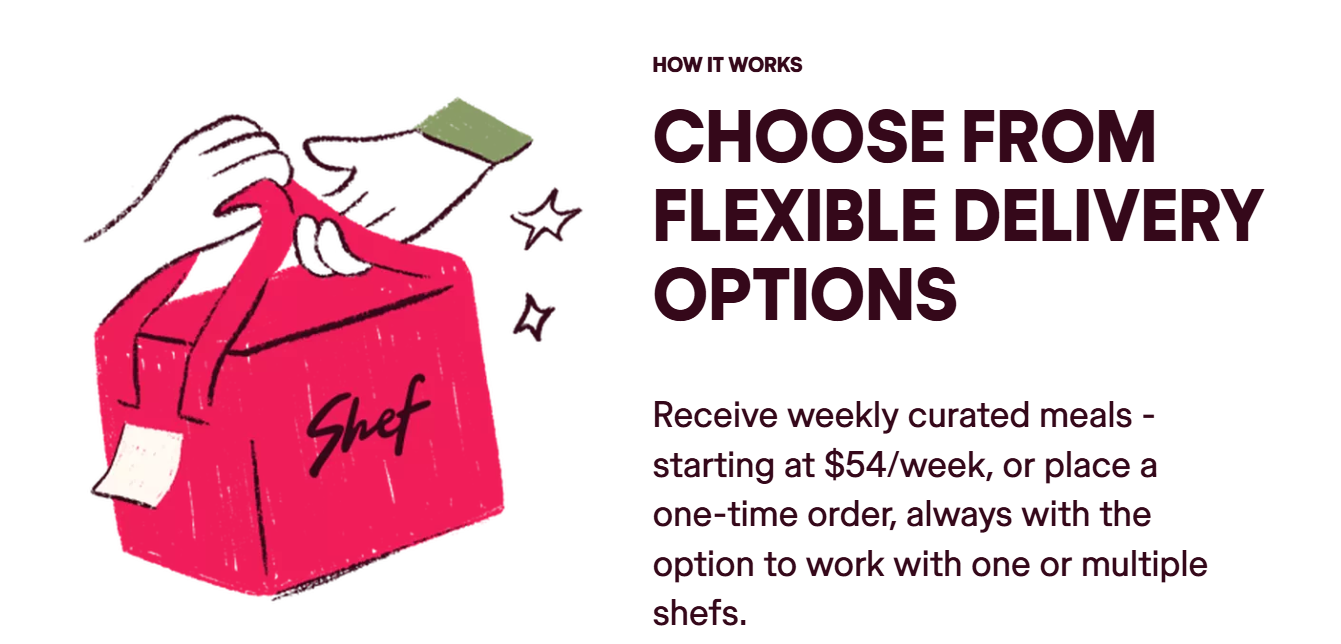 HOW IT WORKS
CHOOSE FROM
FLEXIBLE DELIVERY
OPTIONS
Receive weekly curated meals -
starting at $54/week, or place a
one-time order, always with the
option to work with one or multiple
shefs.
Shef